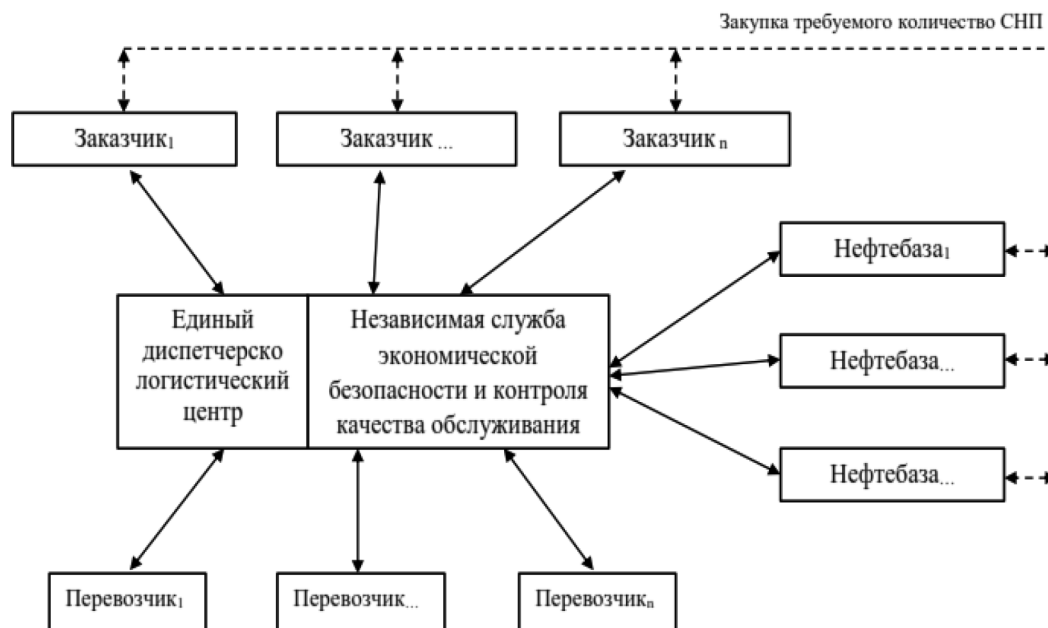 Закупка требуемого количество СНП
Заказчик₁
Заказчик ...
Заказчик n
Нефтебаза₁
Единый
диспетчерско
логистический
центр
Независимая служба
экономической
безопасности и контроля
качества обслуживания
Нефтебаза...
Нефтебаза...
Перевозчик₁
Перевозчик...
Перевозчикn